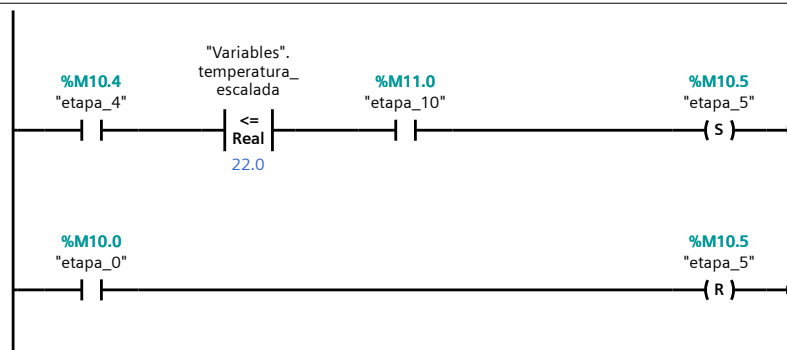 "Variables".
temperatura_
escalada
%M10.4
"etapa_4"
%M11.0
"etapa_10"
%M10.5
"etapa_5"
<=
Real
S
22.0
%M10.0
"etapa_0"
%M10.5
"etapa_5"
R